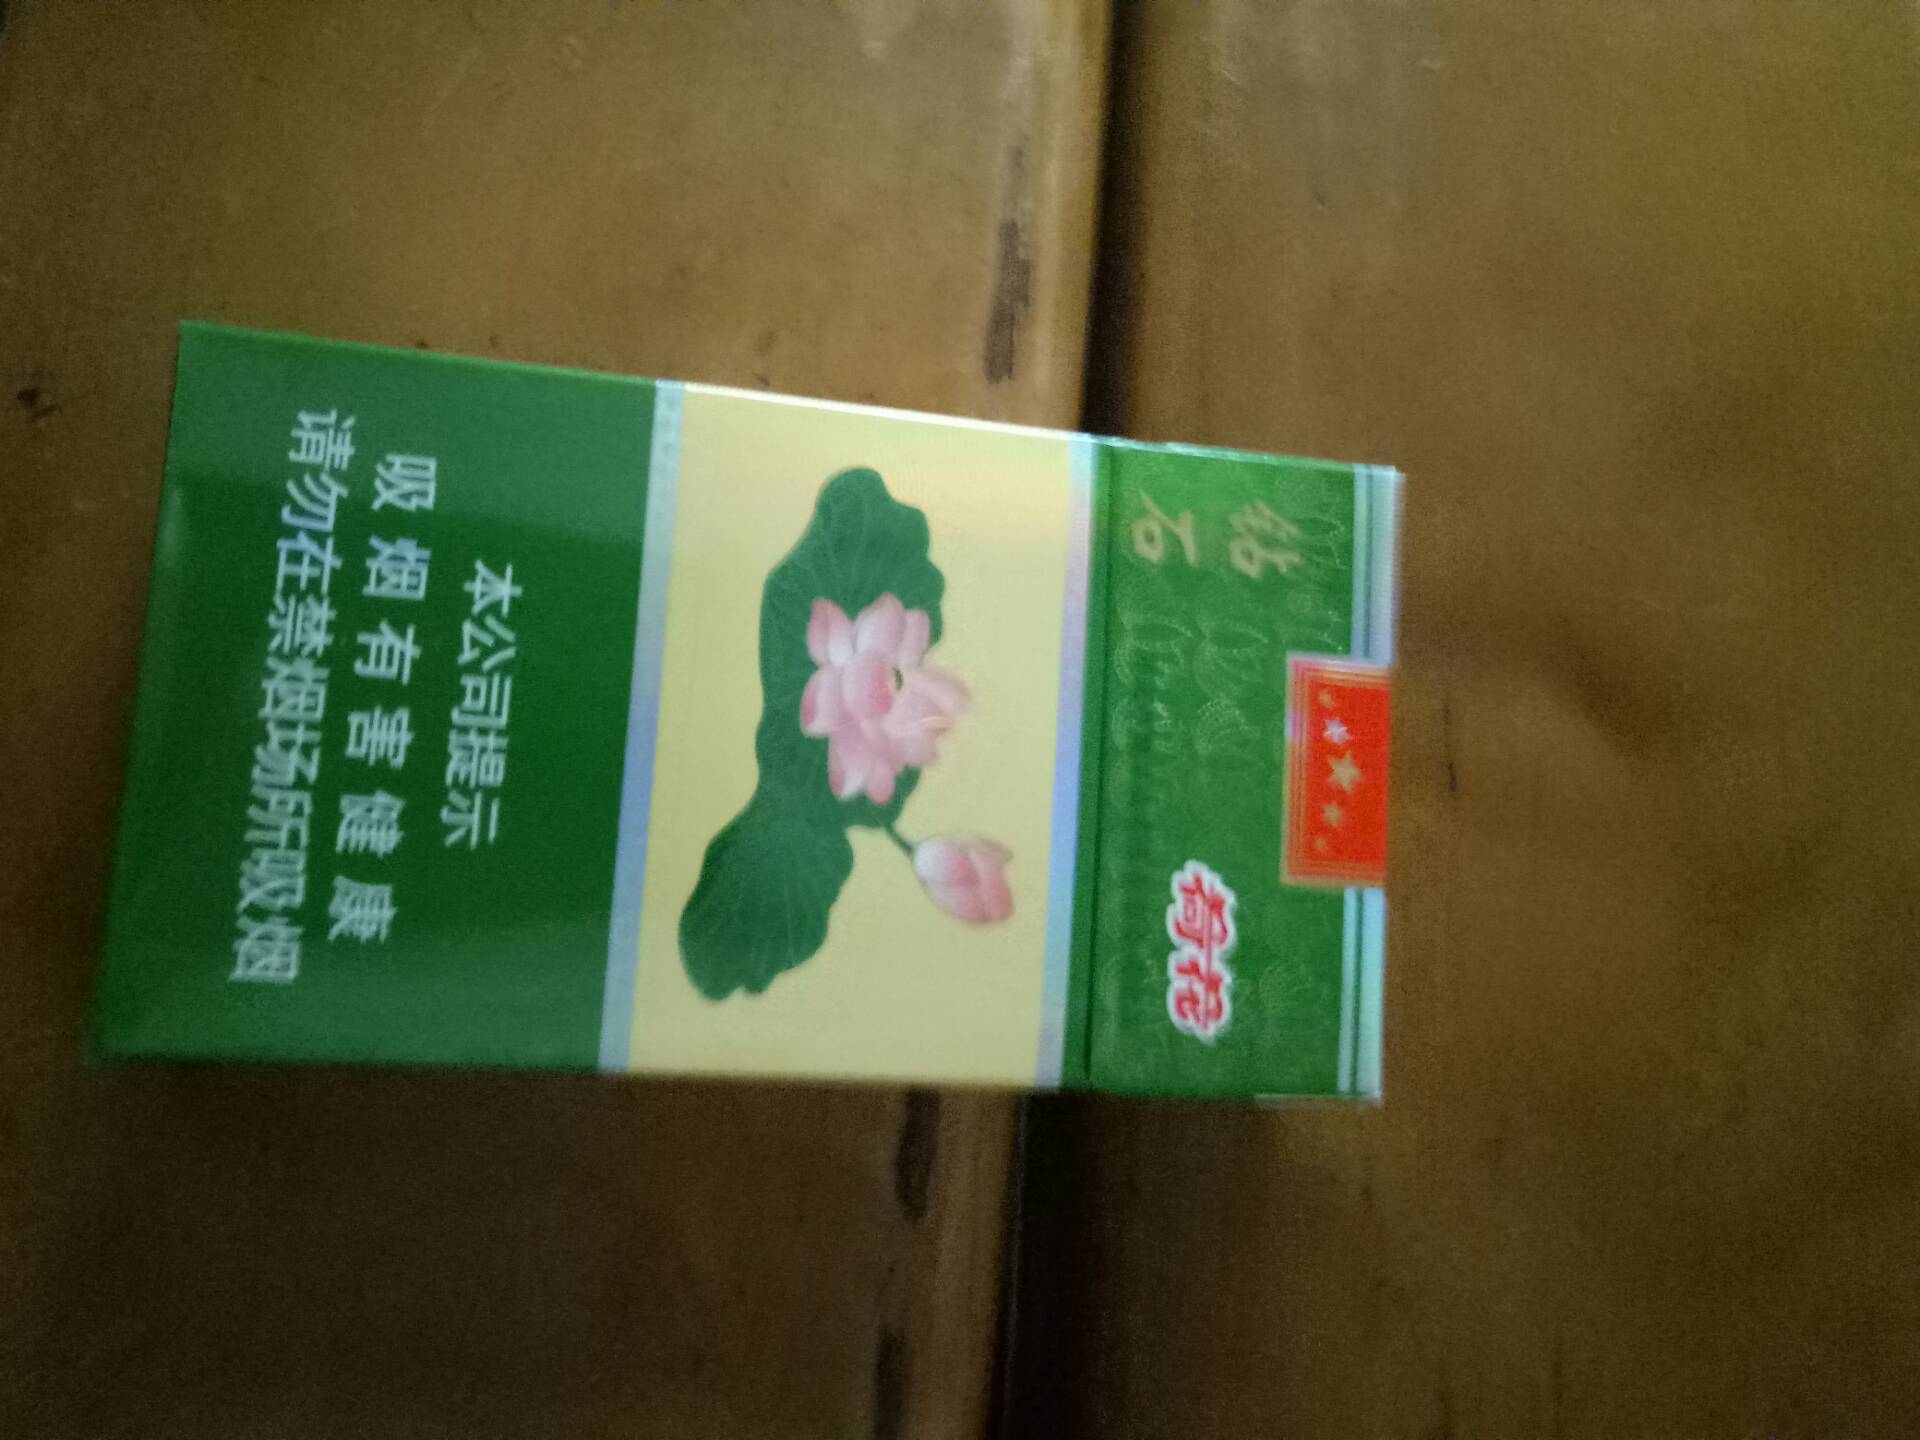 钻石
荷花
本公司提示
吸烟有害健康
请勿在禁烟场所吸烟